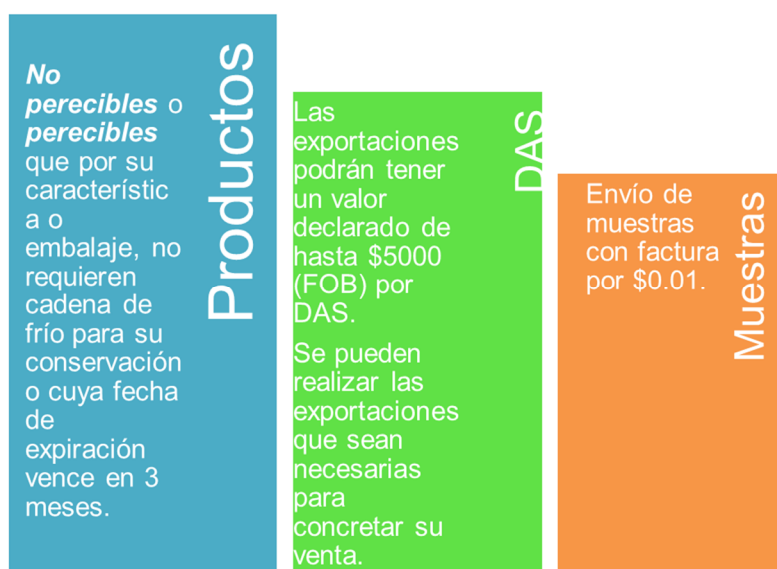 Productos
No
perecibles o
perecibles
que por su
característic
a o
embalaje, no
requieren
cadena de
frío para su
conservación
o cuya fecha
de
expiración
vence en 3
meses.
DAS
Las
exportaciones
podrán tener
un valor
declarado de
hasta $5000
(FOB) por
DAS.
Se pueden
realizar las
exportaciones
que sean
necesarias
para
concretar su
venta.
Muestras
Envío de
muestras
con factura
por $0.01.